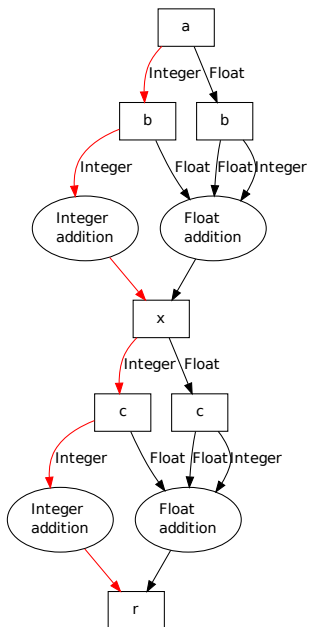 a
Integer Float
b b
Integer Float Float Integer
Integer
addition
Float
addition
x
Integer Float
c c
Integer Float Float Integer
Integer
addition
Float
addition
r